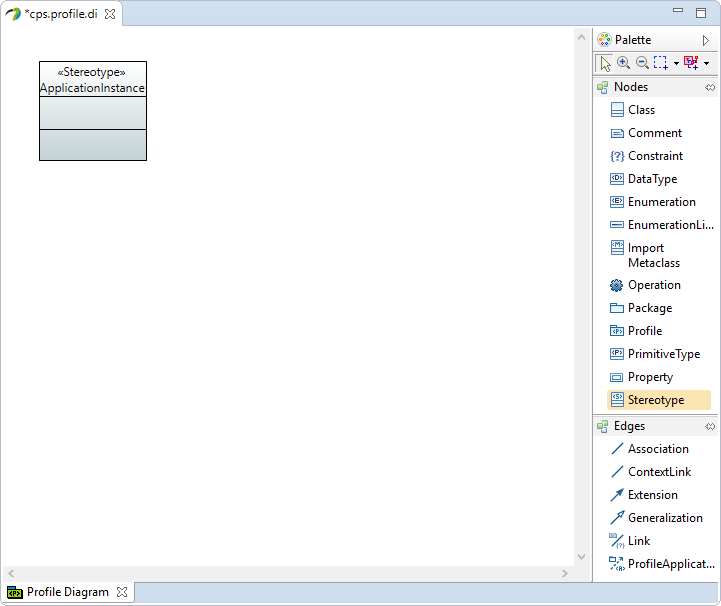 *cps.profile.di
«Stereotype»
ApplicationInstance
Palette
Nodes
Class
Comment
{?} Constraint
<D> DataType
<E> Enumeration
EnumerationLi...
<M> Import
Metaclass
Operation
Package
<P> Profile
<P> PrimitiveType
Property
<S> Stereotype
Edges
Association
ContextLink
Extension
Generalization
Link
ProfileApplicat...
<P> Profile Diagram